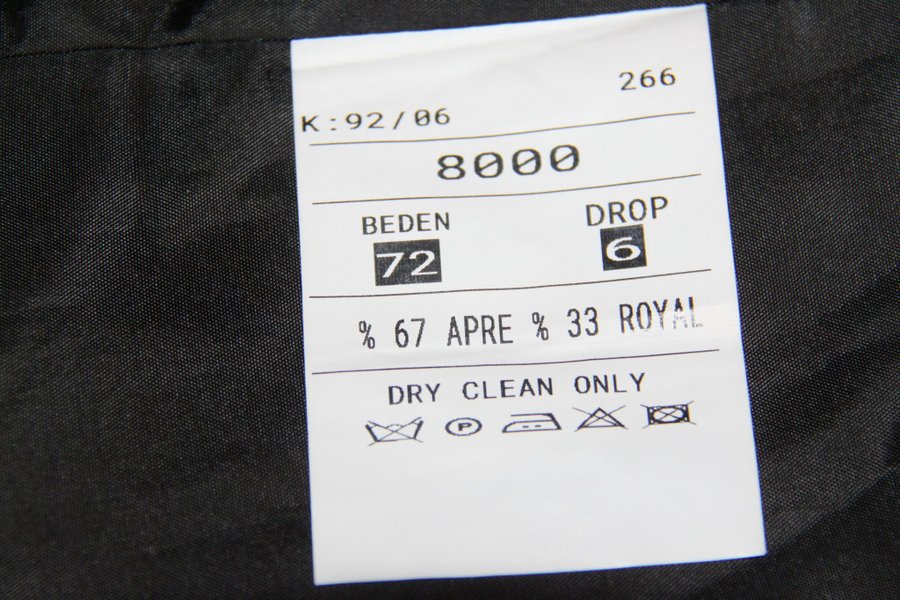 266
K:92/06
8000
BEDEN DROP
72 6
% 67 APRE % 33 ROYAL
DRY CLEAN ONLY
P